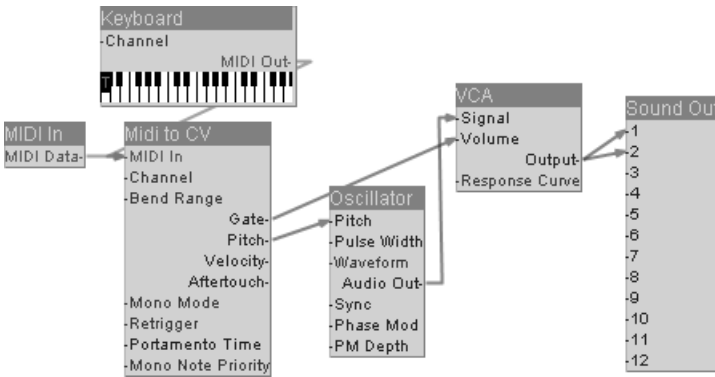 Keyboard
-Channel
MIDI Out-
T
MIDI In
MIDI Data-
Midi to CV
-MIDI In
-Channel
-Bend Range
Gate-
Pitch-
Velocity-
Aftertouch-
-Mono Mode
-Retrigger
-Portamento Time
-Mono Note Priority
Oscillator
-Pitch
-Pulse Width
-Waveform
Audio Out-
-Sync
-Phase Mod
-PM Depth
VCA
-Signal
-Volume
Output-
-Response Curve
Sound Out
-1
-2
-3
-4
-5
-6
-7
-8
-9
-10
-11
-12